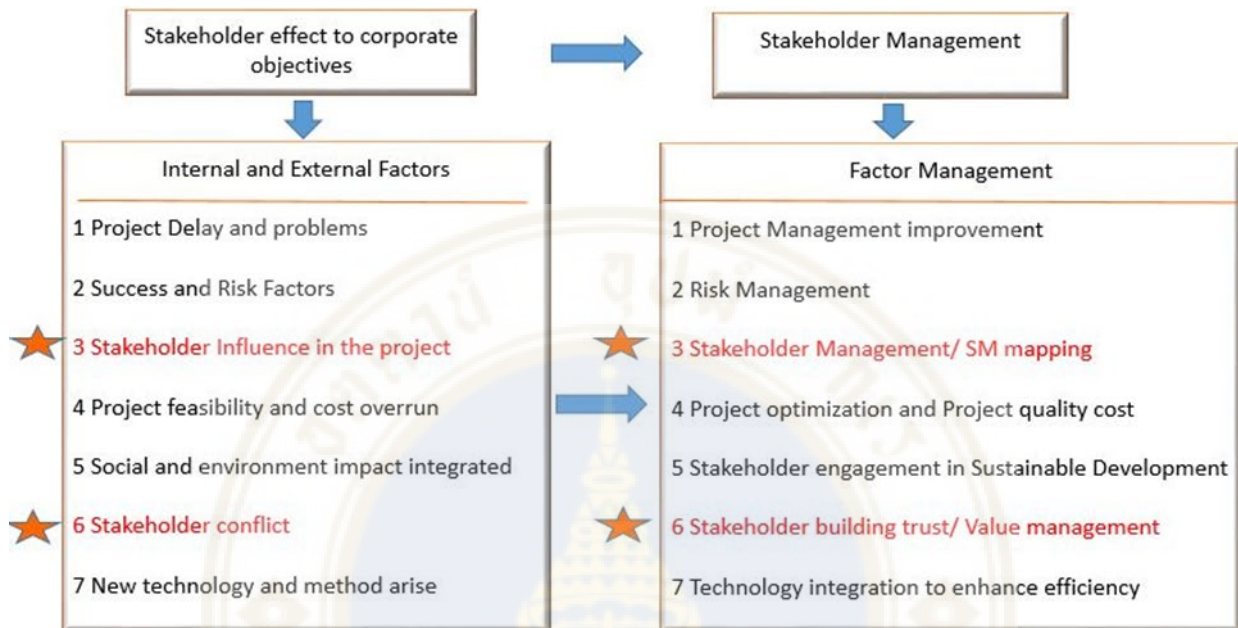 Stakeholder effect to corporate
objectives
Stakeholder Management
Internal and External Factors
1 Project Delay and problems
2 Success and Risk Factors
3 Stakeholder Influence in the project
4 Project feasibility and cost overrun
5 Social and environment impact integrated
6 Stakeholder conflict
7 New technology and method arise
Factor Management
1 Project Management improvement
2 Risk Management
3 Stakeholder Management/ SM mapping
4 Project optimization and Project quality cost
5 Stakeholder engagement in Sustainable Development
6 Stakeholder building trust/ Value management
7 Technology integration to enhance efficiency